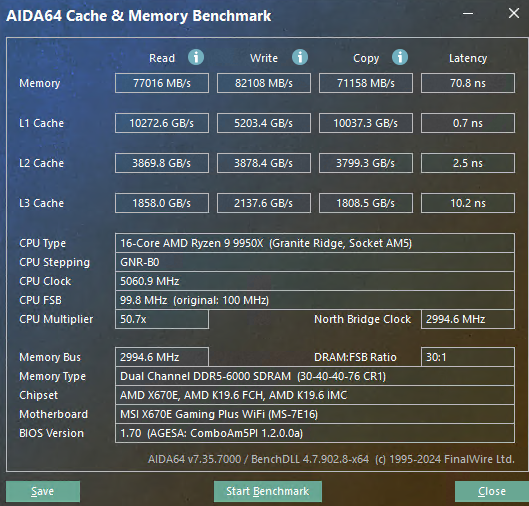 AIDA64 Cache & Memory Benchmark
Read Write Copy Latency
Memory 77016 MB/s 82108 MB/s 71158 MB/s 70.8 ns
L1 Cache 10272.6 GB/s 5203.4 GB/s 10037.3 GB/s 0.7 ns
L2 Cache 3869.8 GB/s 3878.4 GB/s 3799.3 GB/s 2.5 ns
L3 Cache 1858.0 GB/s 2137.6 GB/s 1808.5 GB/s 10.2 ns
CPU Type 16-Core AMD Ryzen 9 9950X (Granite Ridge, Socket AM5)
CPU Stepping GNR-B0
CPU Clock 5060.9 MHz
CPU FSB 99.8 MHz (original: 100 MHz)
CPU Multiplier 50.7x North Bridge Clock 2994.6 MHz
Memory Bus 2994.6 MHz DRAM:FSB Ratio 30:1
Memory Type Dual Channel DDR5-6000 SDRAM (30-40-40-76 CR1)
Chipset AMD X670E, AMD K19.6 FCH, AMD K19.6 IMC
Motherboard MSI X670E Gaming Plus WiFi (MS-7E16)
BIOS Version 1.70 (AGESA: ComboAm5PI 1.2.0.0a)
AIDA64 v7.35.7000 / BenchDLL 4.7.902.8-x64 (c) 1995-2024 FinalWire Ltd.
Save Start Benchmark Close